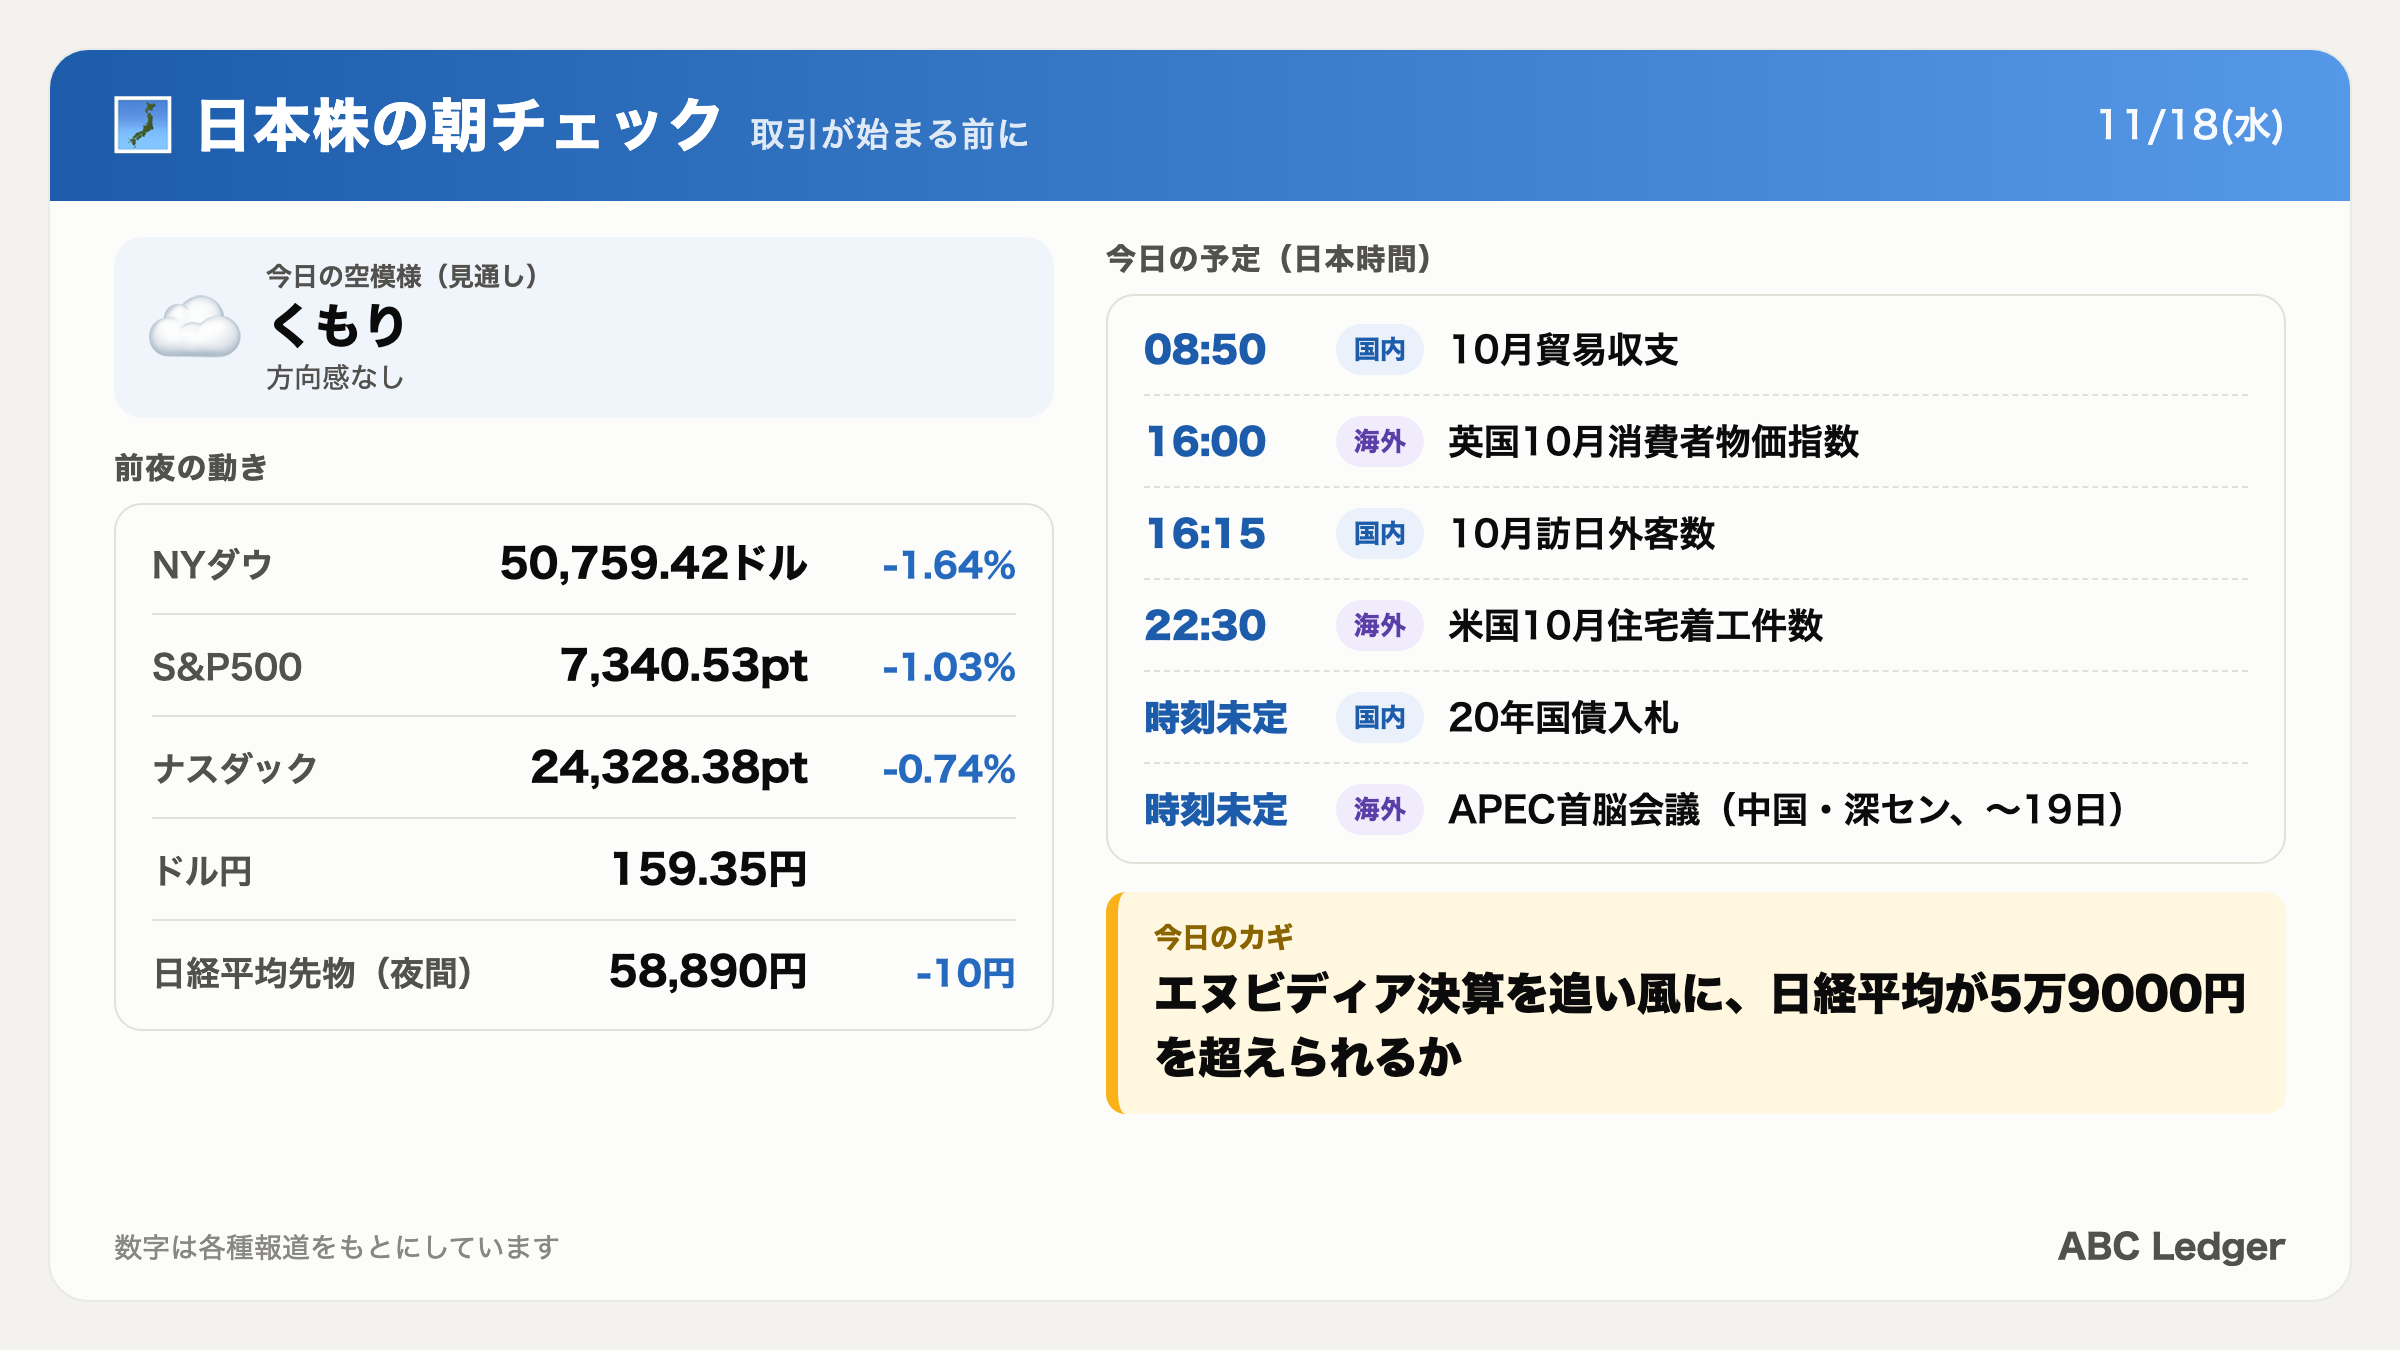 日本株の朝チェック 取引が始まる前に
11/18(水)
今日の空模様（見通し）
くもり
方向感なし
前夜の動き
NYダウ 50,759.42ドル -1.64%
S&P500 7,340.53pt -1.03%
ナスダック 24,328.38pt -0.74%
ドル円 159.35円
日経平均先物（夜間） 58,890円 -10円
今日の予定（日本時間）
08:50 国内 10月貿易収支
16:00 海外 英国10月消費者物価指数
16:15 国内 10月訪日外客数
22:30 海外 米国10月住宅着工件数
時刻未定 国内 20年国債入札
時刻未定 海外 APEC首脳会議（中国・深セン、～19日）
今日のカギ
エヌビディア決算を追い風に、日経平均が5万9000円
を超えられるか
数字は各種報道をもとにしています
ABC Ledger